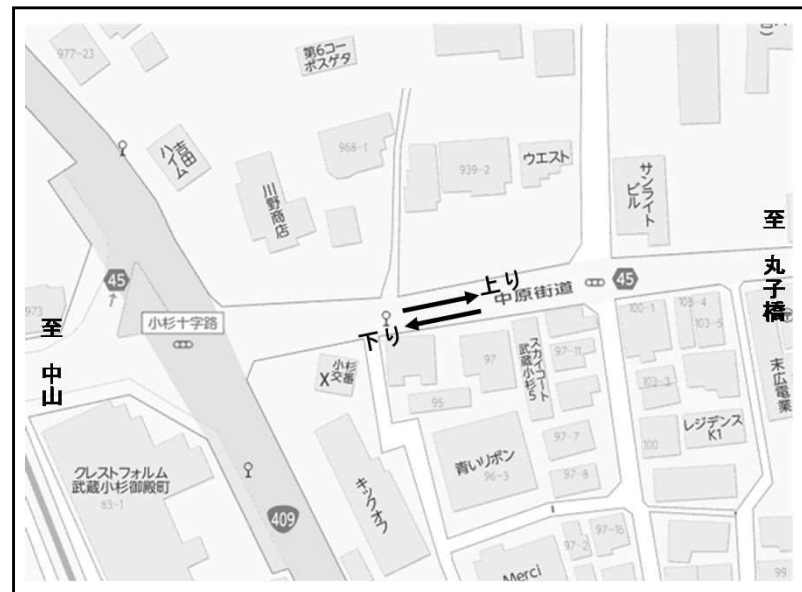 977-23
第6コー
ポスゲタ
吉田
ハイム
968-1
川野商店
939-2
ウエスト
サンライト
ビル
至 丸子橋
45
上り
中原街道
45
973
小杉十字路
下り
至 中山
小杉
交番
X
97
スカイコート
武蔵小杉5
97-11
100-1
103-4
103-5
末広電業
95
103-3
レジデンス
K1
100
クレストフォルム
武蔵小杉御殿町
83-1
キックオフ
青いリボン
96-3
97-7
97-8
409
Merci
97-2
97-16
99